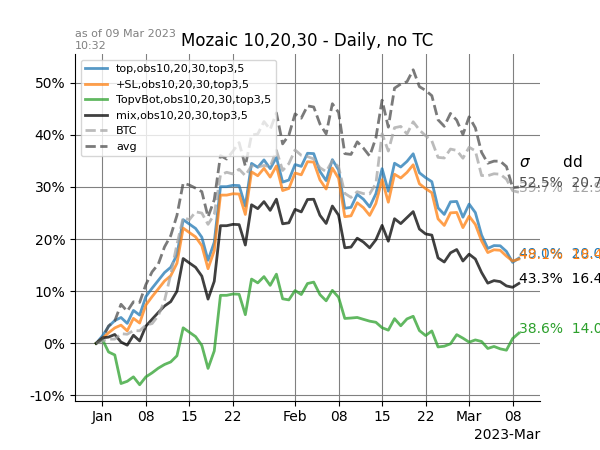 as of 09 Mar 2023
10:32
Mozaic 10,20,30 - Daily, no TC
top,obs10,20,30,top3,5
+SL,obs10,20,30,top3,5
TopvBot,obs10,20,30,top3,5
mix,obs10,20,30,top3,5
BTC
avg
50%
40%
30%
20%
10%
0%
-10%
σ dd
52.5% 20.7
43.3% 16.4
38.6% 14.0
Jan 08 15 22 Feb 08 15 22 Mar 08
2023-Mar